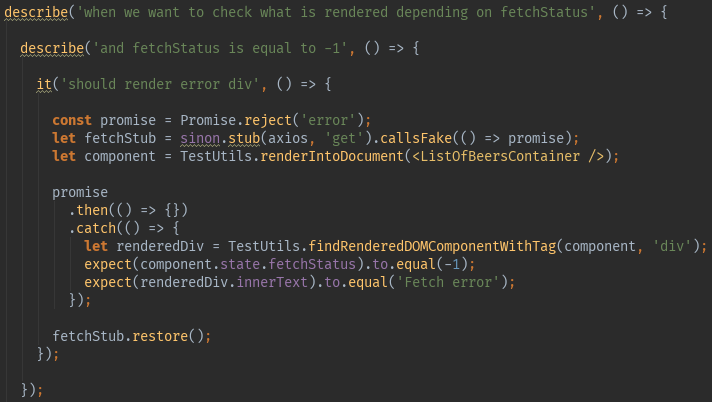 describe('when we want to check what is rendered depending on fetchStatus', () => {
describe('and fetchStatus is equal to -1', () => {
it('should render error div', () => {
const promise = Promise.reject('error');
let fetchStub = sinon.stub(axios, 'get').callsFake(() => promise);
let component = TestUtils.renderIntoDocument(<ListOfBeersContainer />);
promise
.then(() => {})
.catch(() => {
let renderedDiv = TestUtils.findRenderedDOMComponentWithTag(component, 'div');
expect(component.state.fetchStatus).to.equal(-1);
expect(renderedDiv.innerText).to.equal('Fetch error');
});
fetchStub.restore();
});
});